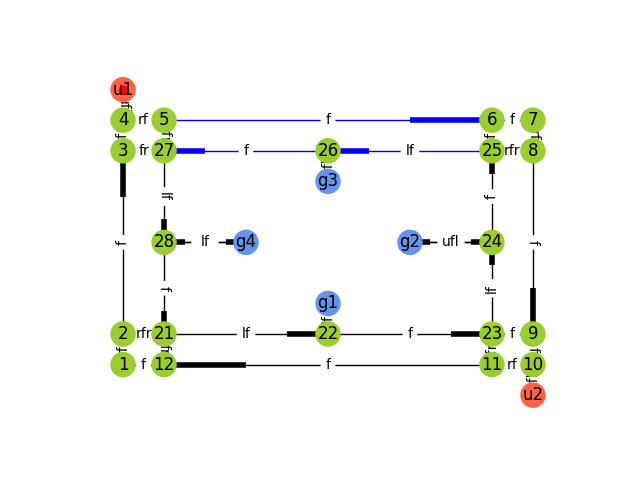 u1
4 rf 5 f 6 f 7
f
3 fr 27 f 26 lf 25 rfr 8
g3
lf
f
f
f
28 lf g4
g2 ufl 24
f
lf
g1
2 rfr 21 lf 22 f 23 f 9
1 f 12 f 11 rf 10
u2